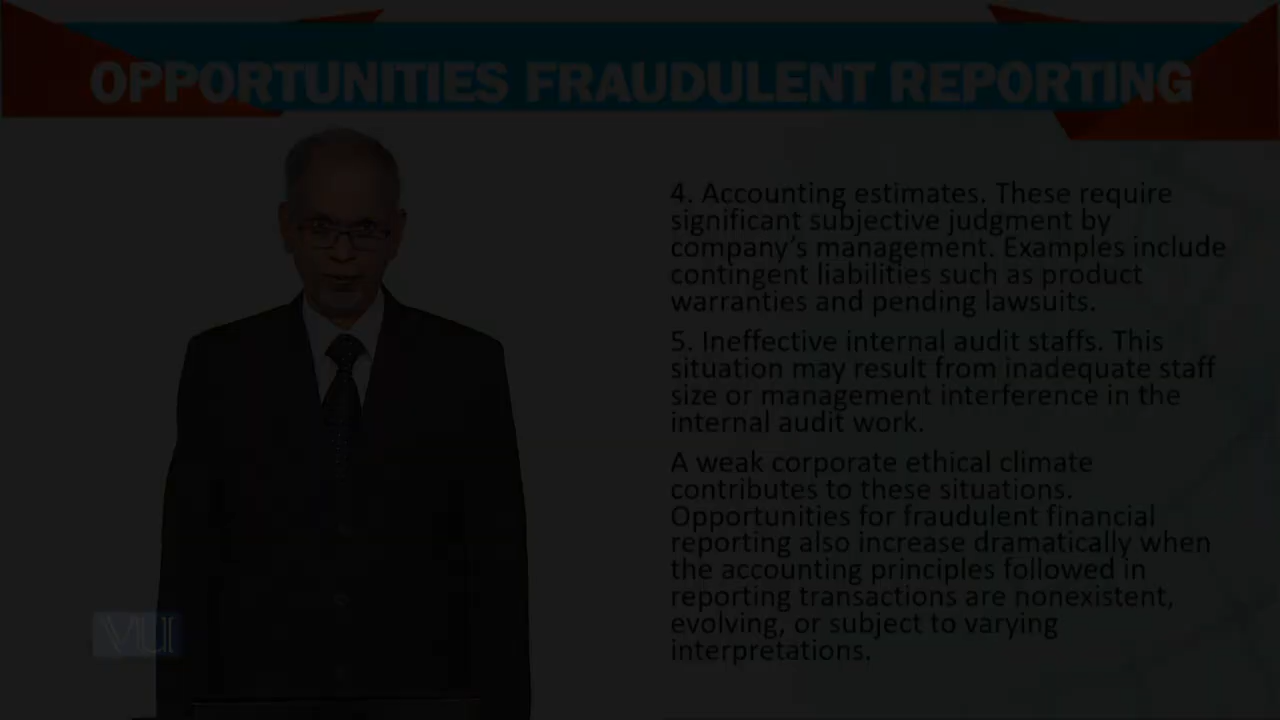 OPPORTUNITIES FRAUDULENT REPORTING
4. Accounting estimates. These require
significant subjective judgment by
company's management. Examples include
contingent liabilities such as product
warranties and pending lawsuits.
5. Ineffective internal audit staffs. This
situation may result from inadequate staff
size or management interference in the
internal audit work.
A weak corporate ethical climate
contributes to these situations.
Opportunities for fraudulent financial
reporting also increase dramatically when
the accounting principles followed in
reporting transactions are nonexistent,
evolving, or subject to varying
interpretations.
VU